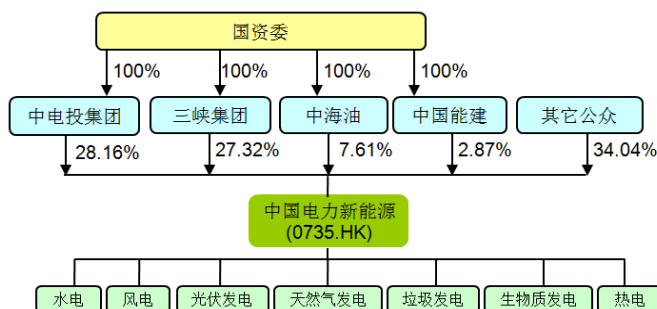 国资委
100% 100% 100% 100%
中电投集团 三峡集团 中海油 中国能建 其它公众
28.16% 27.32% 7.61% 2.87% 34.04%
中国电力新能源
(0735.HK)
水电 风电 光伏发电 天然气发电 垃圾发电 生物质发电 热电